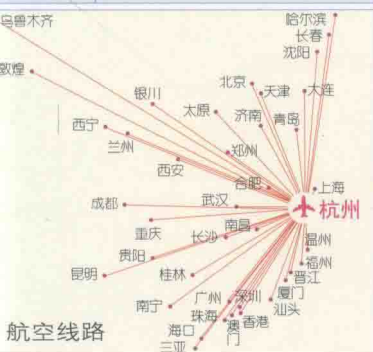 乌鲁木齐
哈尔滨
长春
沈阳
敦煌
北京
天津
大连
银川
太原
济南
青岛
西宁
兰州
郑州
西安
合肥
上海
成都
武汉
杭州
重庆
南昌
长沙
温州
贵阳
福州
昆明
桂林
晋江
厦门
南宁
广州
深圳
汕头
珠海
香港
澳门
海口
三亚
航空线路